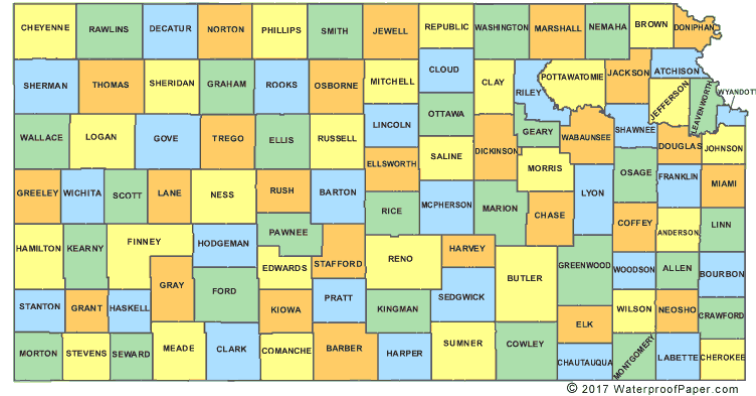 CHEYENNE RAWLINS DECATUR NORTON PHILLIPS SMITH JEWELL REPUBLIC WASHINGTON MARSHALL NEMAHA BROWN DONIPHAN
SHERMAN THOMAS SHERIDAN GRAHAM ROOKS OSBORNE MITCHELL CLOUD CLAY RILEY POTTAWATOMIE JACKSON ATCHISON
JEFFERSON LEAVENWORTH WYANDOTT
WALLACE LOGAN GOVE TREGO ELLIS RUSSELL LINCOLN OTTAWA GEARY WABAUNSEE SHAWNEE DOUGLAS JOHNSON
ELLSWORTH SALINE DICKINSON MORRIS
GREELEY WICHITA SCOTT LANE NESS RUSH BARTON RICE MCPHERSON MARION CHASE LYON OSAGE FRANKLIN MIAMI
HAMILTON KEARNY FINNEY HODGEMAN PAWNEE STAFFORD RENO HARVEY COFFEY ANDERSON LINN
EDWARDS
GRAY FORD BUTLER GREENWOOD WOODSON ALLEN BOURBON
STANTON GRANT HASKELL KIOWA PRATT KINGMAN SEDGWICK ELK WILSON NEOSHO CRAWFORD
MORTON STEVENS SEWARD MEADE CLARK COMANCHE BARBER HARPER SUMNER COWLEY CHAUTAUQUA MONTGOMERY LABETTE CHEROKEE
© 2017 WaterproofPaper.com